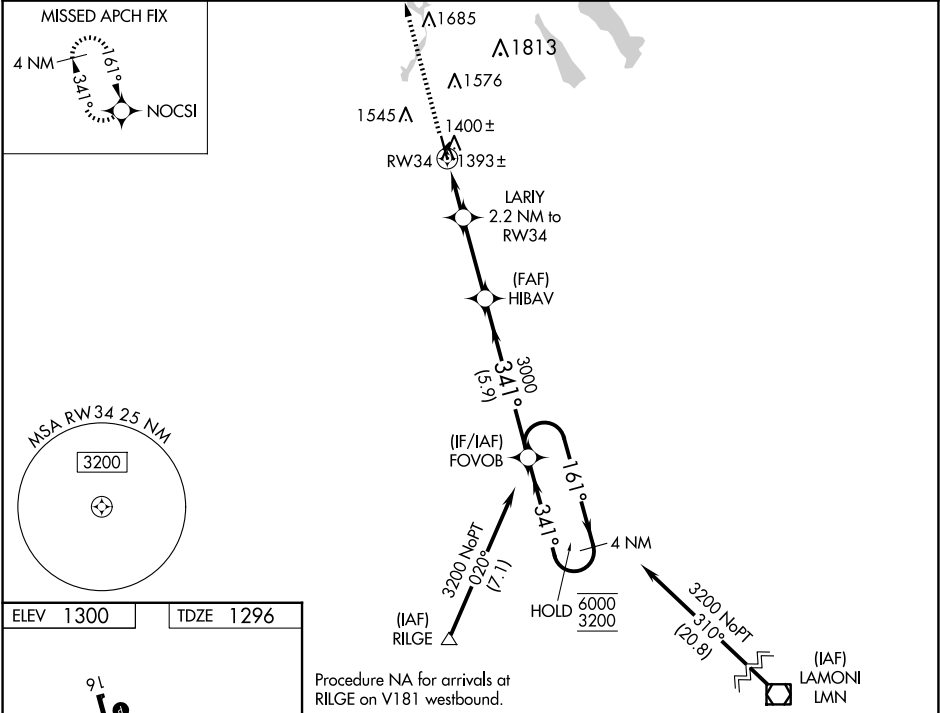 MISSED APCH FIX
4 NM
161°
341°
NOCSI
1685
1813
1576
1545
1400 ±
RW34
1393 ±
LARIY
2.2 NM to
RW34
(FAF)
HIBAV
3000
341°
(5.9)
(IF/IAF)
FOVOB
161°
341°
4 NM
HOLD
6000
3200
3200 NoPT
020°
(7.1)
(IAF)
RILGE
3200 NoPT
310°
(20.8)
(IAF)
LAMONI
LMN
Procedure NA for arrivals at
RILGE on V181 westbound.
MSA RW34 25 NM
3200
ELEV 1300
TDZE 1296
16
P